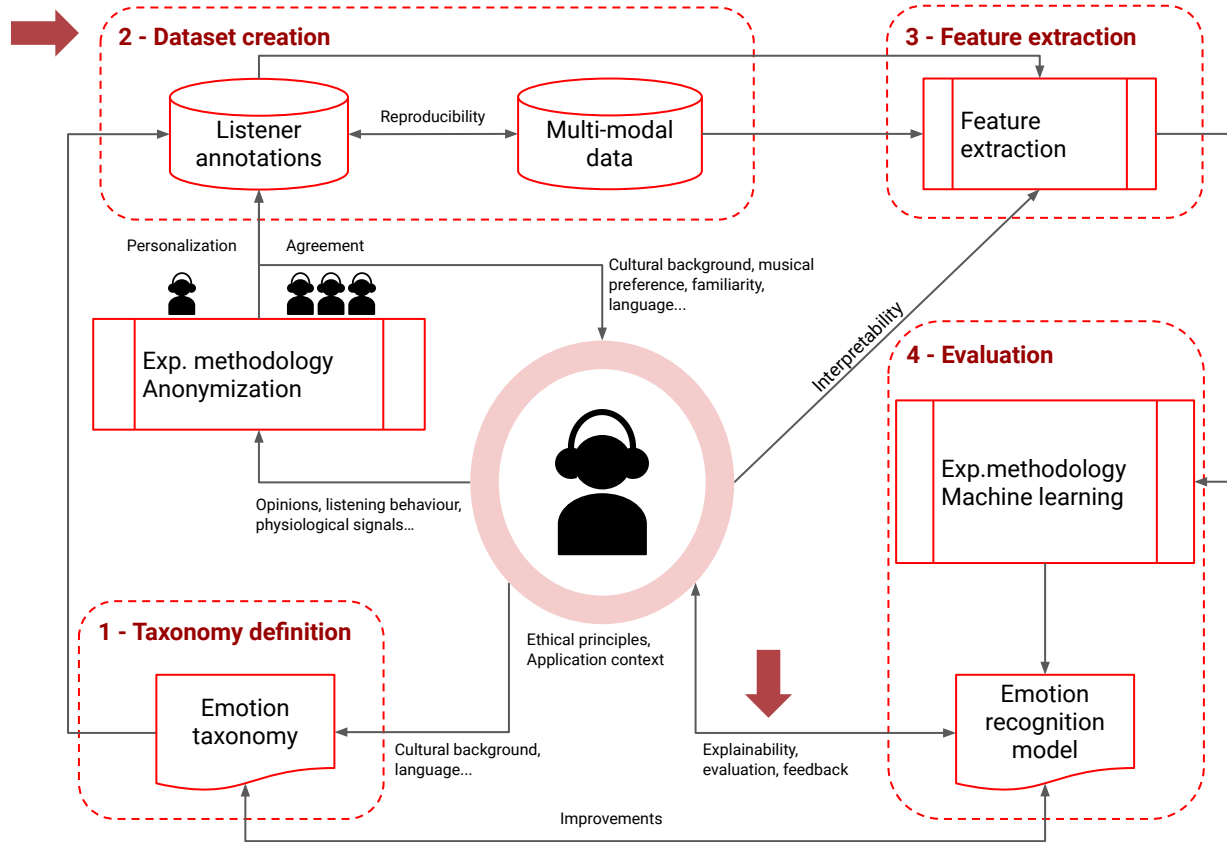 2 - Dataset creation
3 - Feature extraction
Listener
annotations
Reproducibility
Multi-modal
data
Feature
extraction
Personalization
Agreement
Cultural background, musical
preference, familiarity,
language...
Exp. methodology
Anonymization
Interpretability
4 - Evaluation
Exp.methodology
Machine learning
Opinions, listening behaviour,
physiological signals…
1 - Taxonomy definition
Ethical principles,
Application context
Emotion
taxonomy
Cultural background,
language...
Explainability,
evaluation, feedback
Emotion
recognition
model
Improvements